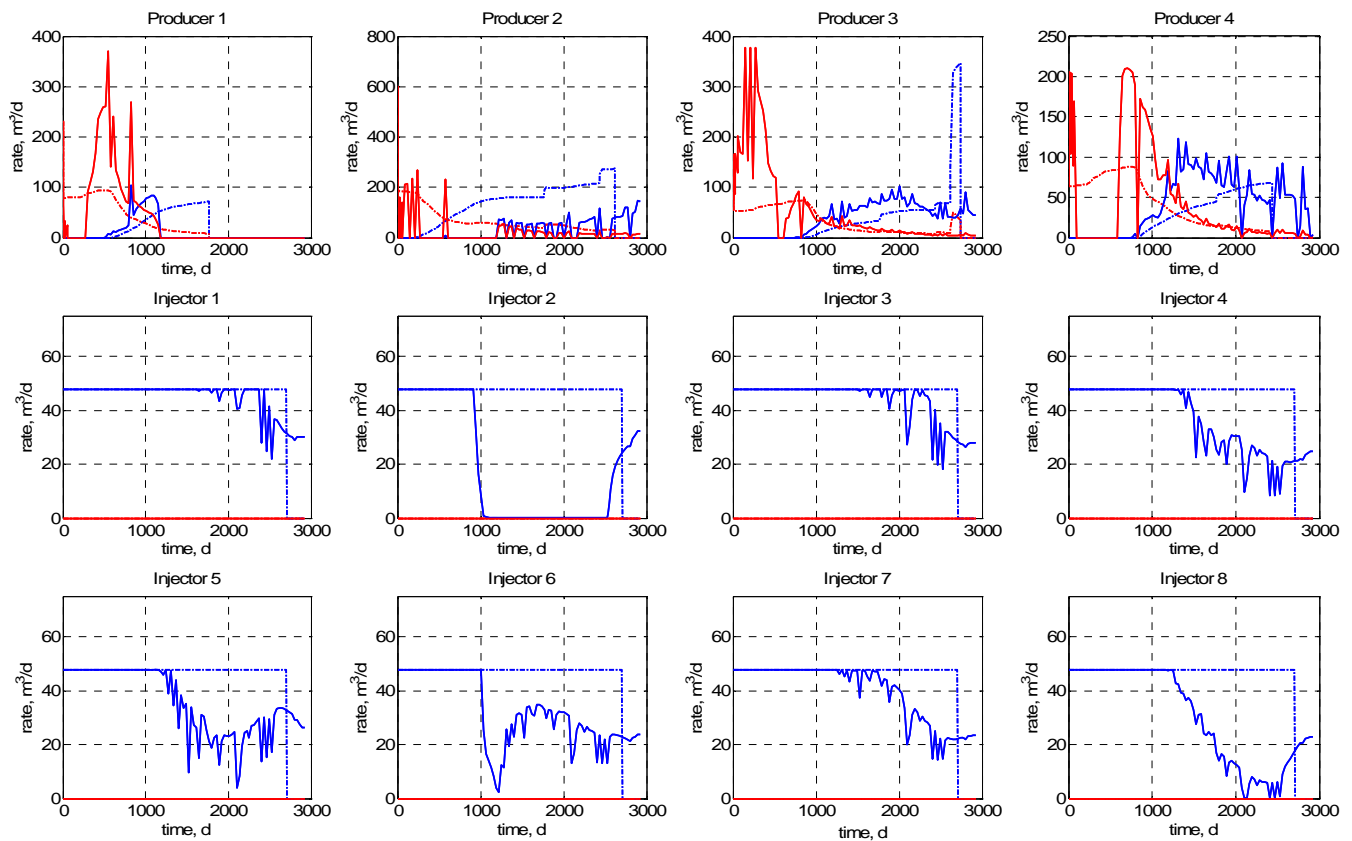 Producer 1
Producer 2
Producer 3
Producer 4
rate, m³/d
400
300
200
100
0
0
1000
2000
3000
time, d
rate, m³/d
800
600
400
200
0
0
1000
2000
3000
time, d
rate, m³/d
400
300
200
100
0
0
1000
2000
3000
time, d
rate, m³/d
250
200
150
100
50
0
0
1000
2000
3000
time, d
Injector 1
Injector 2
Injector 3
Injector 4
rate, m³/d
60
40
20
0
0
1000
2000
3000
time, d
rate, m³/d
60
40
20
0
0
1000
2000
3000
time, d
rate, m³/d
60
40
20
0
0
1000
2000
3000
time, d
rate, m³/d
60
40
20
0
0
1000
2000
3000
time, d
Injector 5
Injector 6
Injector 7
Injector 8
rate, m³/d
60
40
20
0
0
1000
2000
3000
time, d
rate, m³/d
60
40
20
0
0
1000
2000
3000
time, d
rate, m³/d
60
40
20
0
0
1000
2000
3000
time, d
rate, m³/d
60
40
20
0
0
1000
2000
3000
time, d